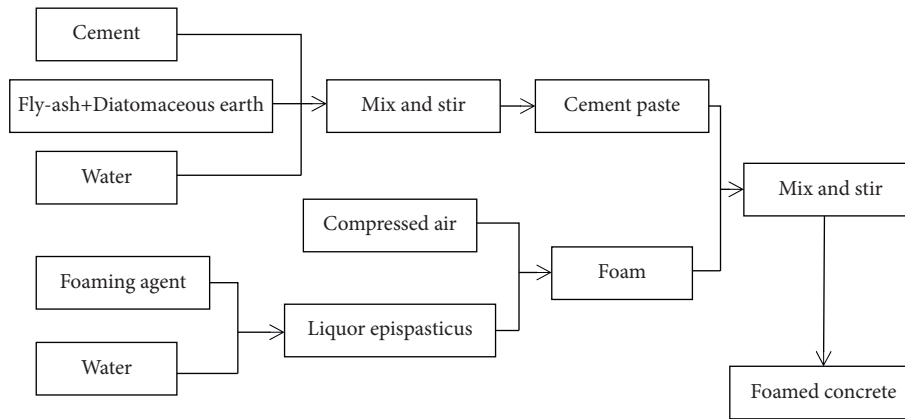 Cement
Fly-ash+Diatomaceous earth
Mix and stir
Cement paste
Water
Mix and stir
Compressed air
Foaming agent
Foam
Liquor epispasticus
Water
Foamed concrete